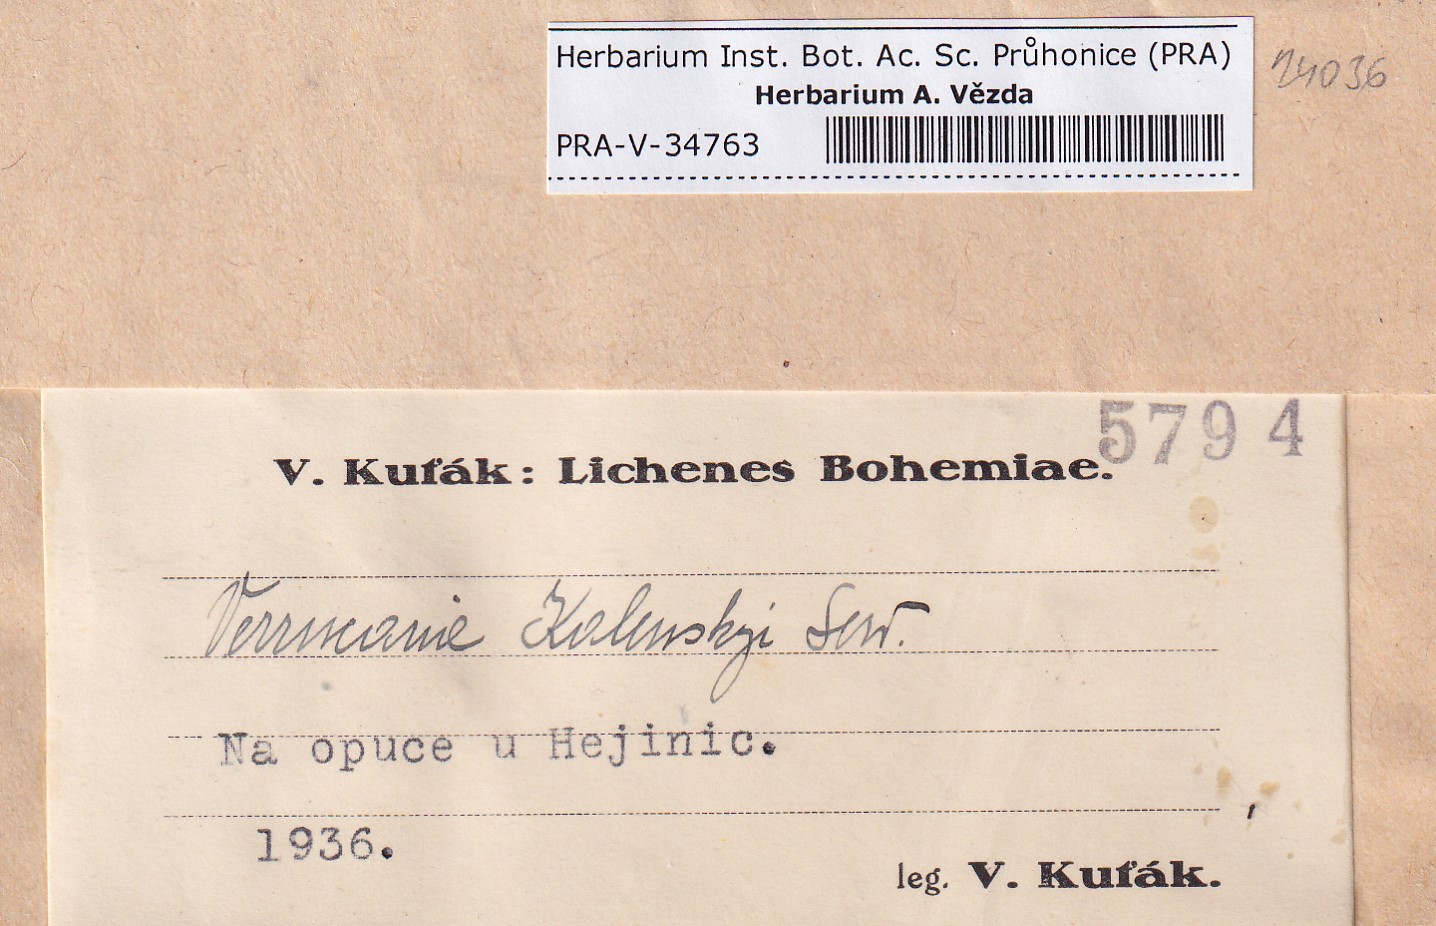 Herbarium Inst. Bot. Ac. Sc. Průhonice (PRA)
24036
Herbarium A. Vězda
PRA-V-34763
5794
V. Kuťák: Lichenes Bohemiae.
Verrucaria Kalenskyi Serv.
Na opuce u Hejinic.
1936.
leg. V. Kuťák.